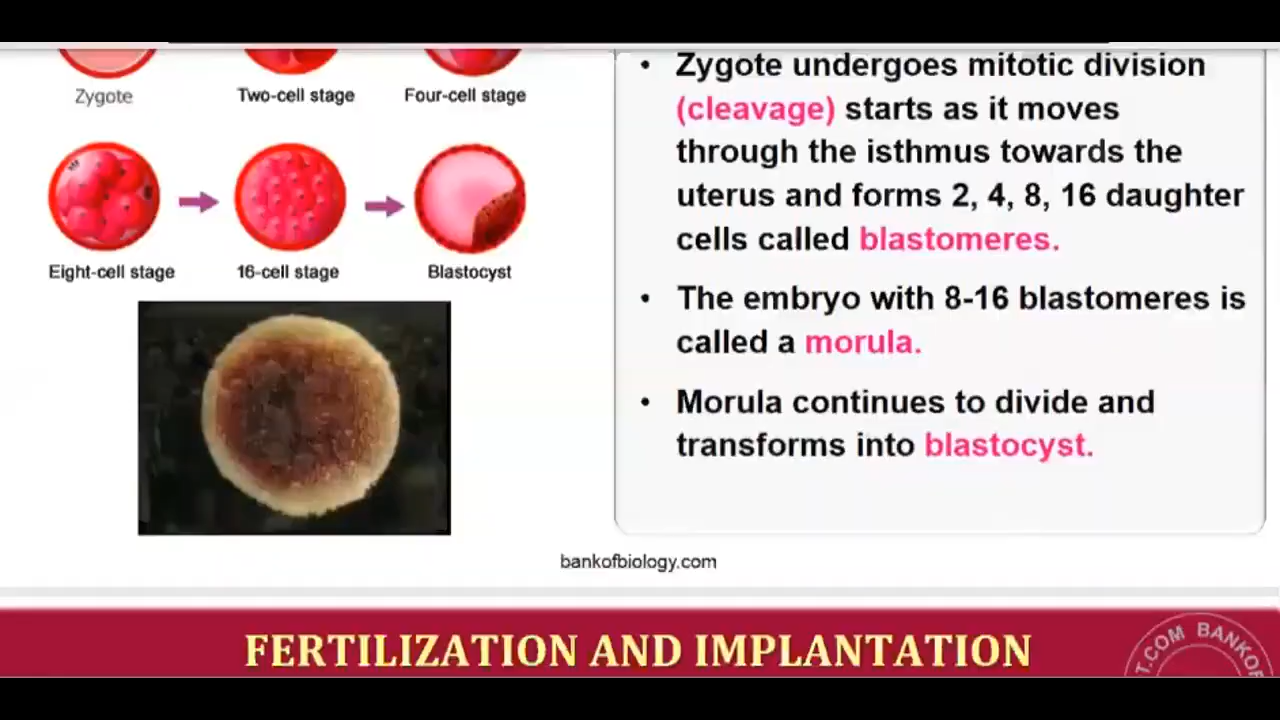 Zygote
Two-cell stage
Four-cell stage
Eight-cell stage
16-cell stage
Blastocyst
• Zygote undergoes mitotic division
(cleavage) starts as it moves
through the isthmus towards the
uterus and forms 2, 4, 8, 16 daughter
cells called blastomeres.
• The embryo with 8-16 blastomeres is
called a morula.
• Morula continues to divide and
transforms into blastocyst.
bankofbiology.com
FERTILIZATION AND IMPLANTATION
T.COM BANKOF